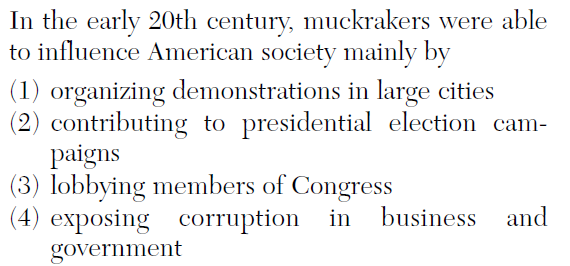 In the early 20th century, muckrakers were able
to influence American society mainly by
(1) organizing demonstrations in large cities
(2) contributing to presidential election cam-
paigns
(3) lobbying members of Congress
(4) exposing corruption in business and
government